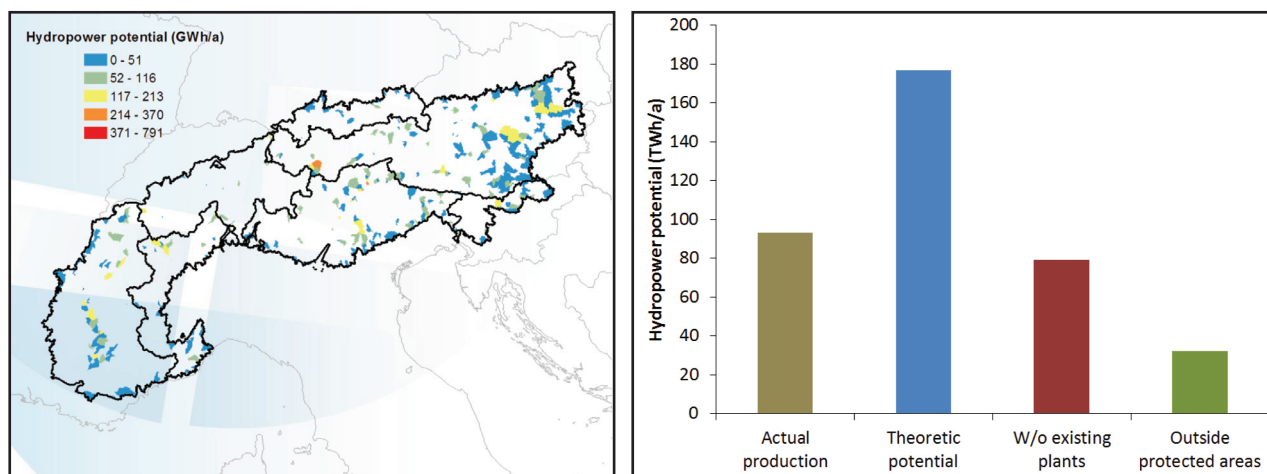 Hydropower potential (GWh/a)
0 - 51
52 - 116
117 - 213
214 - 370
371 - 791
Hydropower potential (TWh/a)
200
180
160
140
120
100
80
60
40
20
0
Actual
production
Theoretic
potential
W/o existing
plants
Outside
protected areas